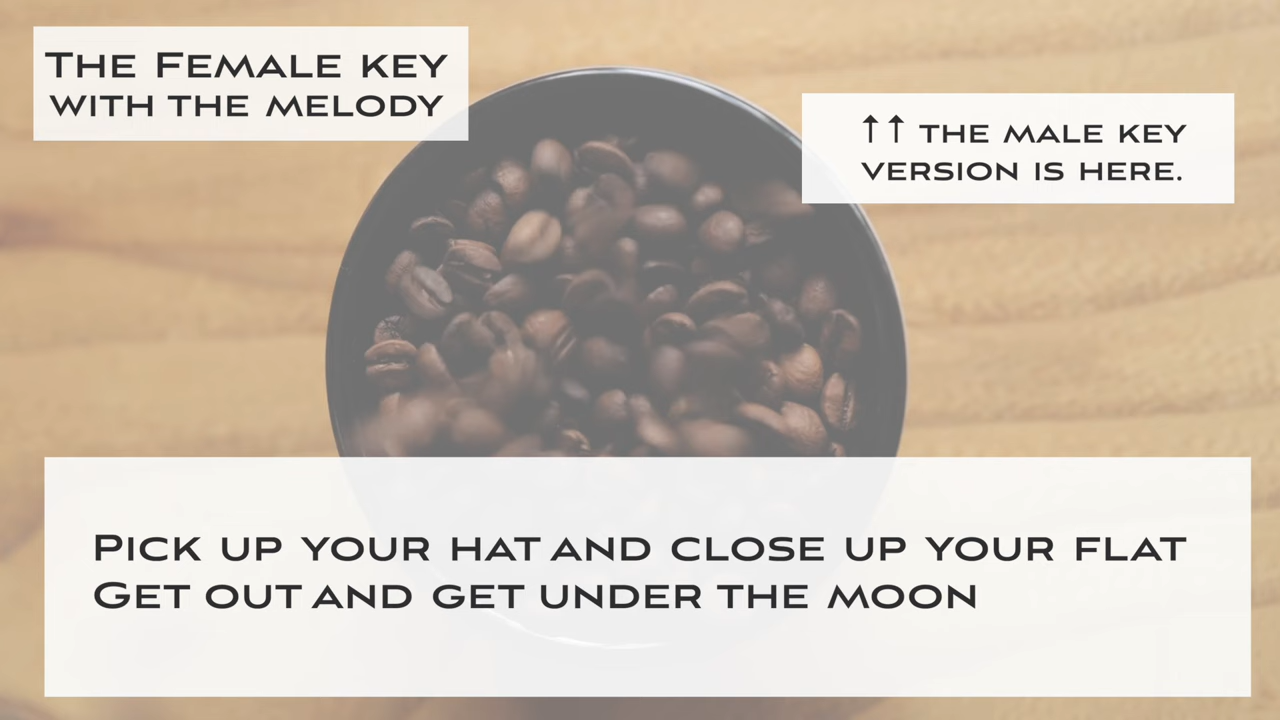 The Female key
with the melody
↑↑ the male key
version is here.
Pick up your hat and close up your flat
Get out and get under the moon